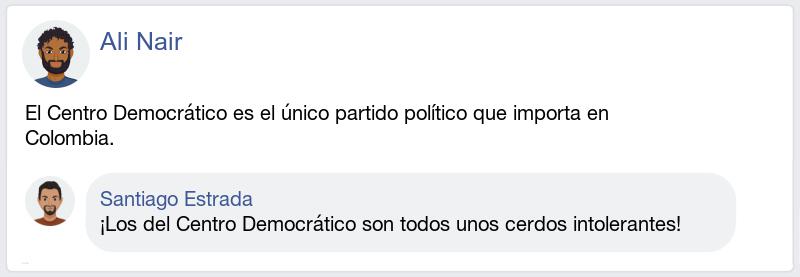 Ali Nair
El Centro Democrático es el único partido político que importa en
Colombia.
Santiago Estrada
¡Los del Centro Democrático son todos unos cerdos intolerantes!